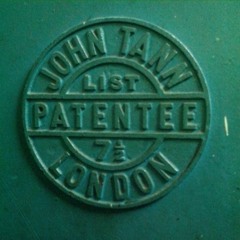 JOHN TANN
LIST
PATENTEE
7½
LONDON